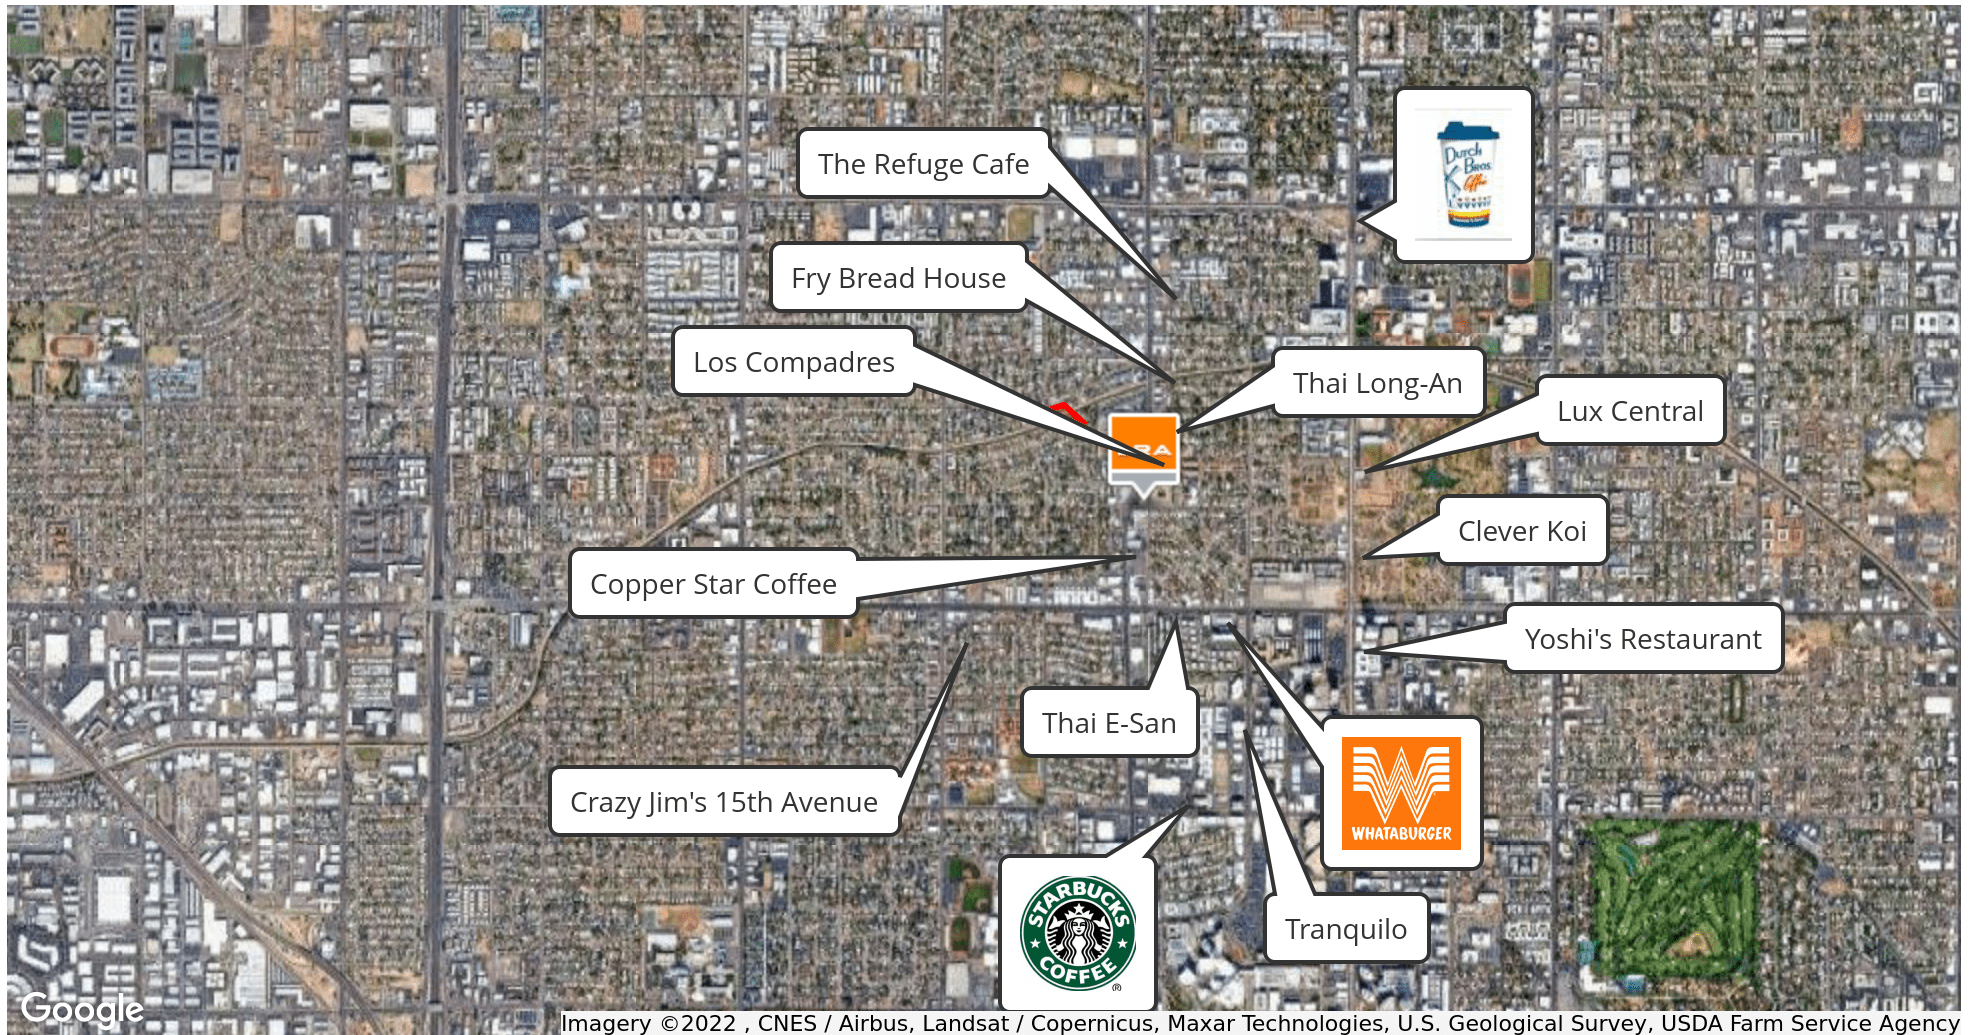 The Refuge Cafe
Dutch
Bros.
Coffee
Fry Bread House
Los Compadres
Thai Long-An
Lux Central
Clever Koi
Copper Star Coffee
Yoshi's Restaurant
Thai E-San
WHATABURGER
Crazy Jim's 15th Avenue
STARBUCKS
COFFEE
®
Tranquilo
Google
Imagery ©2022 , CNES / Airbus, Landsat / Copernicus, Maxar Technologies, U.S. Geological Survey, USDA Farm Service Agency